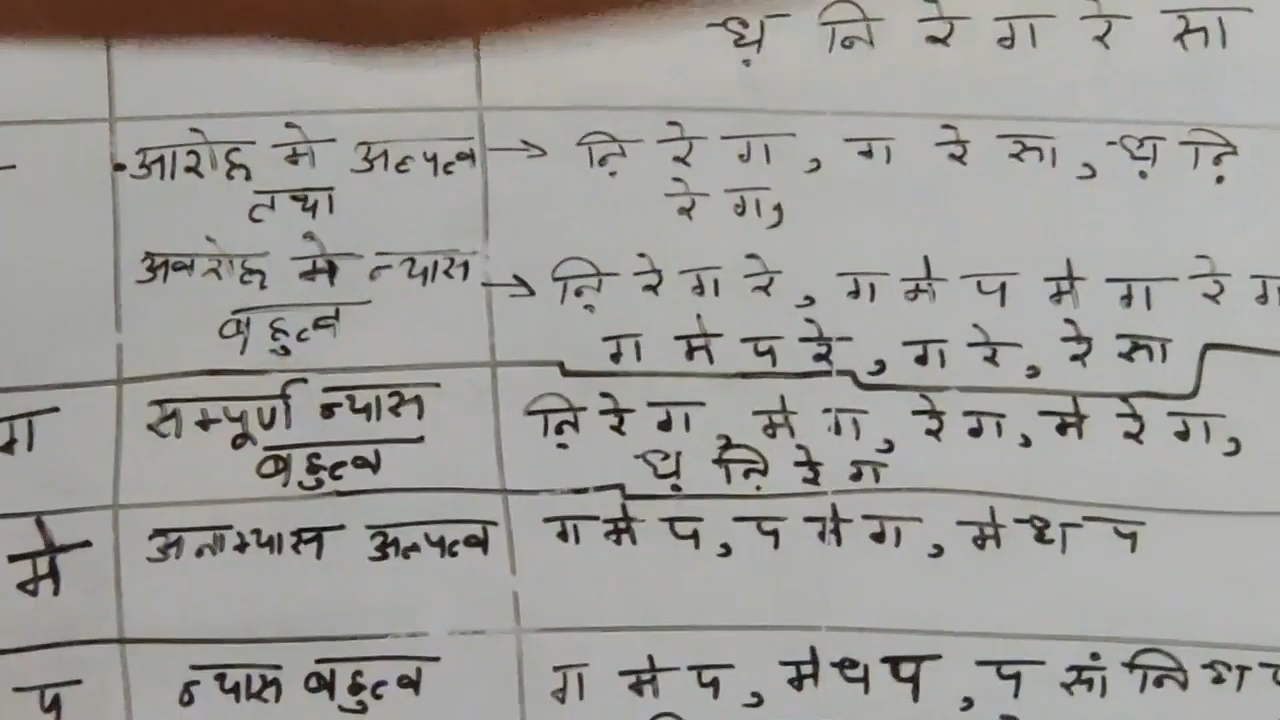 ध़ नि रे ग रे सा
आरोह मे अल्पत्व → ऩि रे ग, ग रे सा, ध़ ऩि
तथा रे ग,
अवरोह मे न्यास → ऩि रे ग रे, ग मे प मे ग रे ग
बहुत्व ग मे प रे, ग रे, रे सा
ग सम्पूर्ण न्यास ऩि रे ग, मे ग, रे ग, मे रे ग,
बहुत्व ध़ ऩि रे ग
मे अनाभ्यास अल्पत्व ग मे प, प मे ग, मे ध प
प न्यास बहुत्व ग मे प, मे ध प, प सां नि ध प